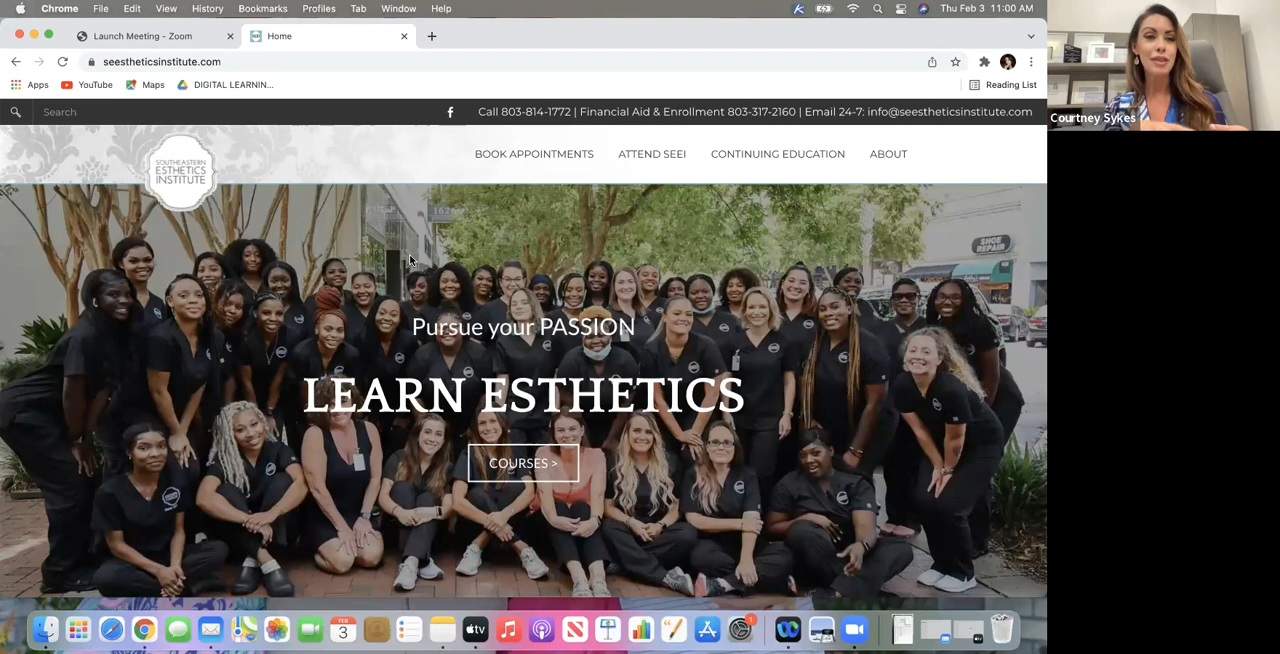 Chrome File Edit View History Bookmarks Profiles Tab Window Help Thu Feb 3 11:00 AM
Launch Meeting - Zoom Home
seestheticsinstitute.com
Apps YouTube Maps DIGITAL LEARNIN... Reading List
Search Call 803-814-1772 | Financial Aid & Enrollment 803-317-2160 | Email 24-7: info@seestheticsinstitute.com
Courtney Sykes
SOUTHEASTERN
ESTHETICS
INSTITUTE
BOOK APPOINTMENTS ATTEND SEEI CONTINUING EDUCATION ABOUT
SHOE
REPAIR
Pursue your PASSION
LEARN ESTHETICS
COURSES >
FEB
3
tv
1